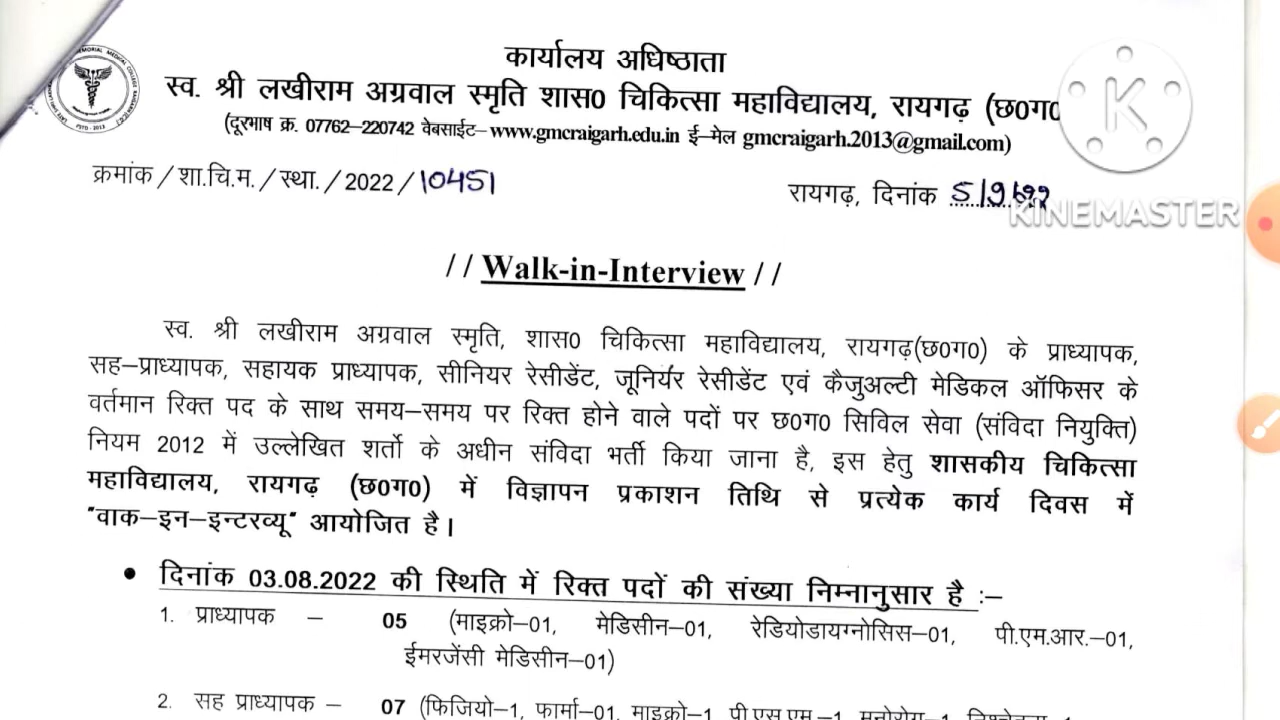 कार्यालय अधिष्ठाता
स्व. श्री लखीराम अग्रवाल स्मृति शास0 चिकित्सा महाविद्यालय, रायगढ़ (छ0ग0
(दूरभाष क्र. 07762–220742 वेबसाईट–www.gmcraigarh.edu.in ई–मेल gmcraigarh.2013@gmail.com)
क्रमांक / शा.चि.म. / स्था. / 2022 / 10451
रायगढ़, दिनांक 5/9/22
K
KINEMASTER
// Walk-in-Interview //
स्व. श्री लखीराम अग्रवाल स्मृति, शास0 चिकित्सा महाविद्यालय, रायगढ़(छ0ग0) के प्राध्यापक,
सह–प्राध्यापक, सहायक प्राध्यापक, सीनियर रेसीडेंट, जूनियर रेसीडेंट एवं कैजुअल्टी मेडिकल ऑफिसर के
वर्तमान रिक्त पद के साथ समय–समय पर रिक्त होने वाले पदों पर छ0ग0 सिविल सेवा (संविदा नियुक्ति)
नियम 2012 में उल्लेखित शर्तो के अधीन संविदा भर्ती किया जाना है, इस हेतु शासकीय चिकित्सा
महाविद्यालय, रायगढ़ (छ0ग0) में विज्ञापन प्रकाशन तिथि से प्रत्येक कार्य दिवस में
"वाक–इन–इन्टरव्यू" आयोजित है।
• दिनांक 03.08.2022 की स्थिति में रिक्त पदों की संख्या निम्नानुसार है :–
1. प्राध्यापक – 05 (माइक्रो–01, मेडिसीन–01, रेडियोडायग्नोसिस–01, पी.एम.आर.–01,
ईमरजेंसी मेडिसीन–01)
2. सह प्राध्यापक – 07 (फिजियो–1, फार्मा–01, माइक्रो–1, पी.एस.एम.–1, मनोरोग–1,